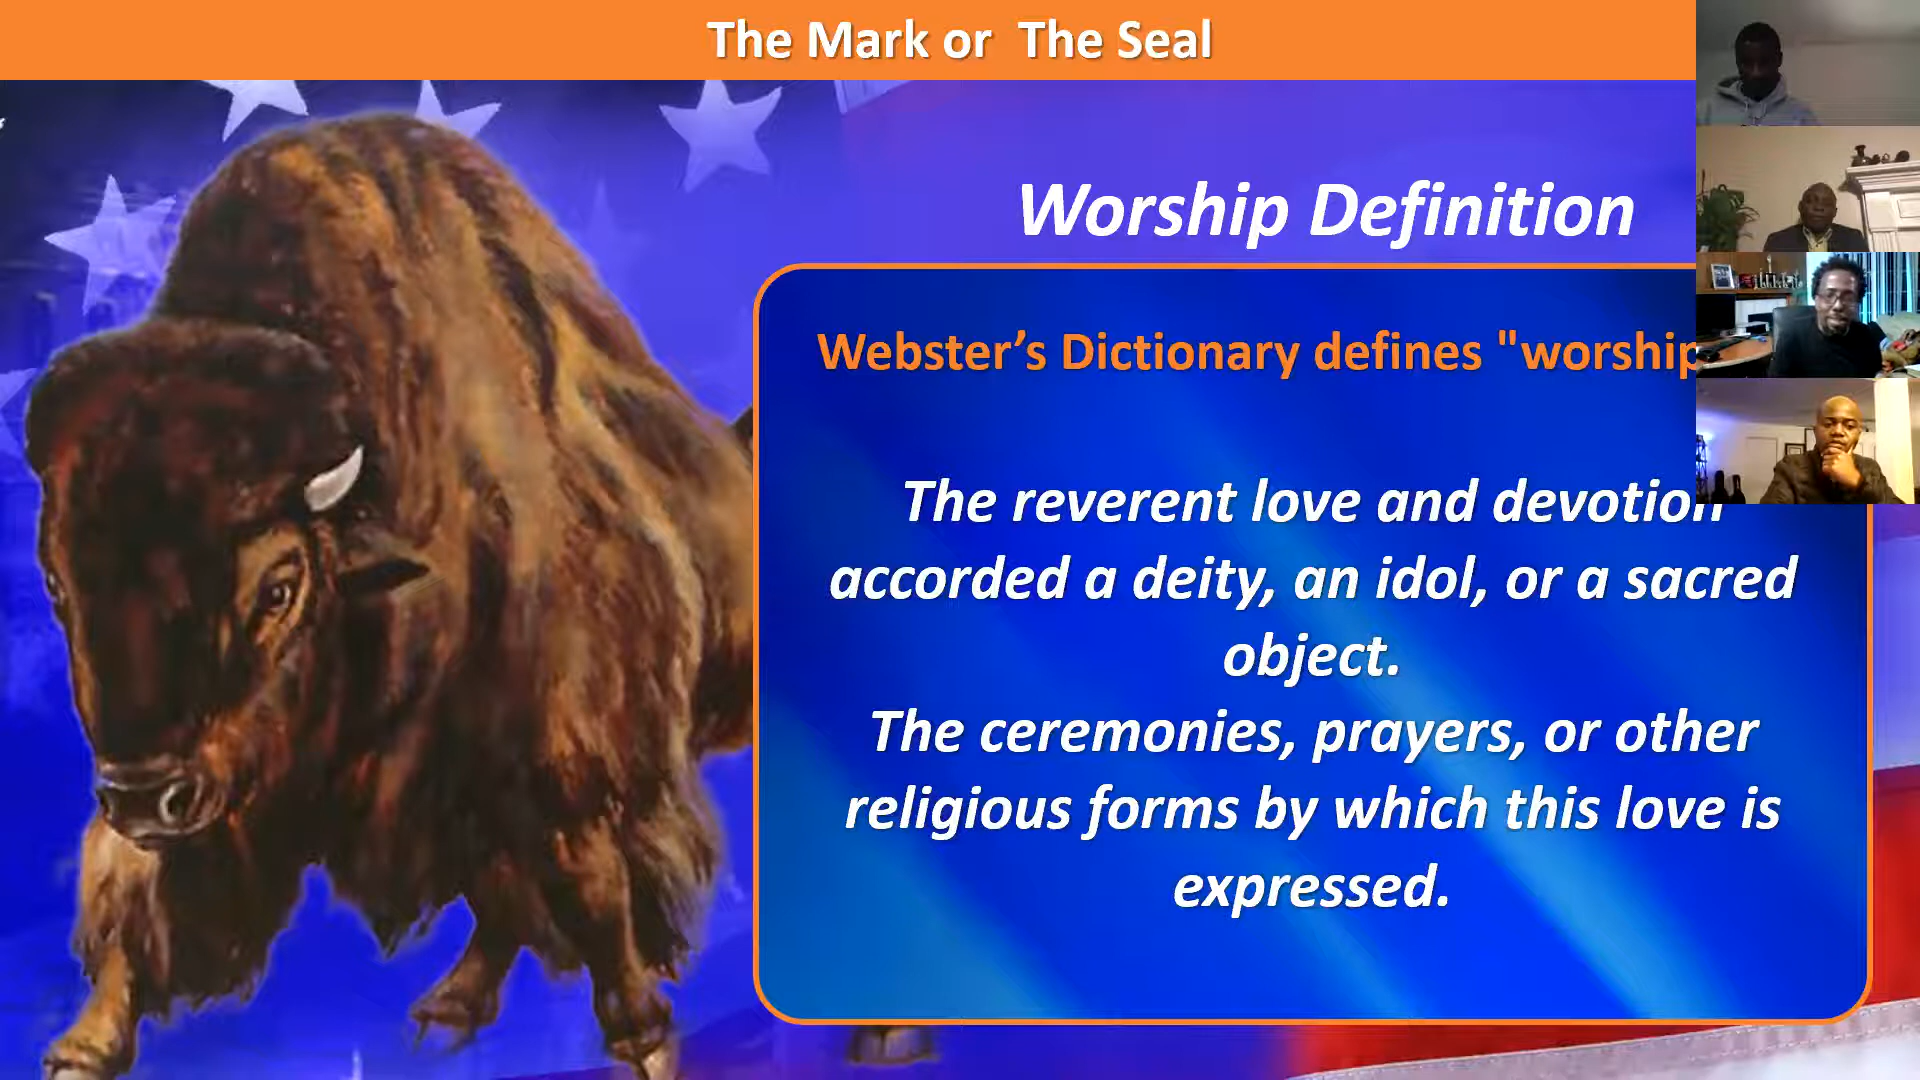 The Mark or The Seal
Worship Definition
Webster’s Dictionary defines "worship
The reverent love and devotion
accorded a deity, an idol, or a sacred
object.
The ceremonies, prayers, or other
religious forms by which this love is
expressed.